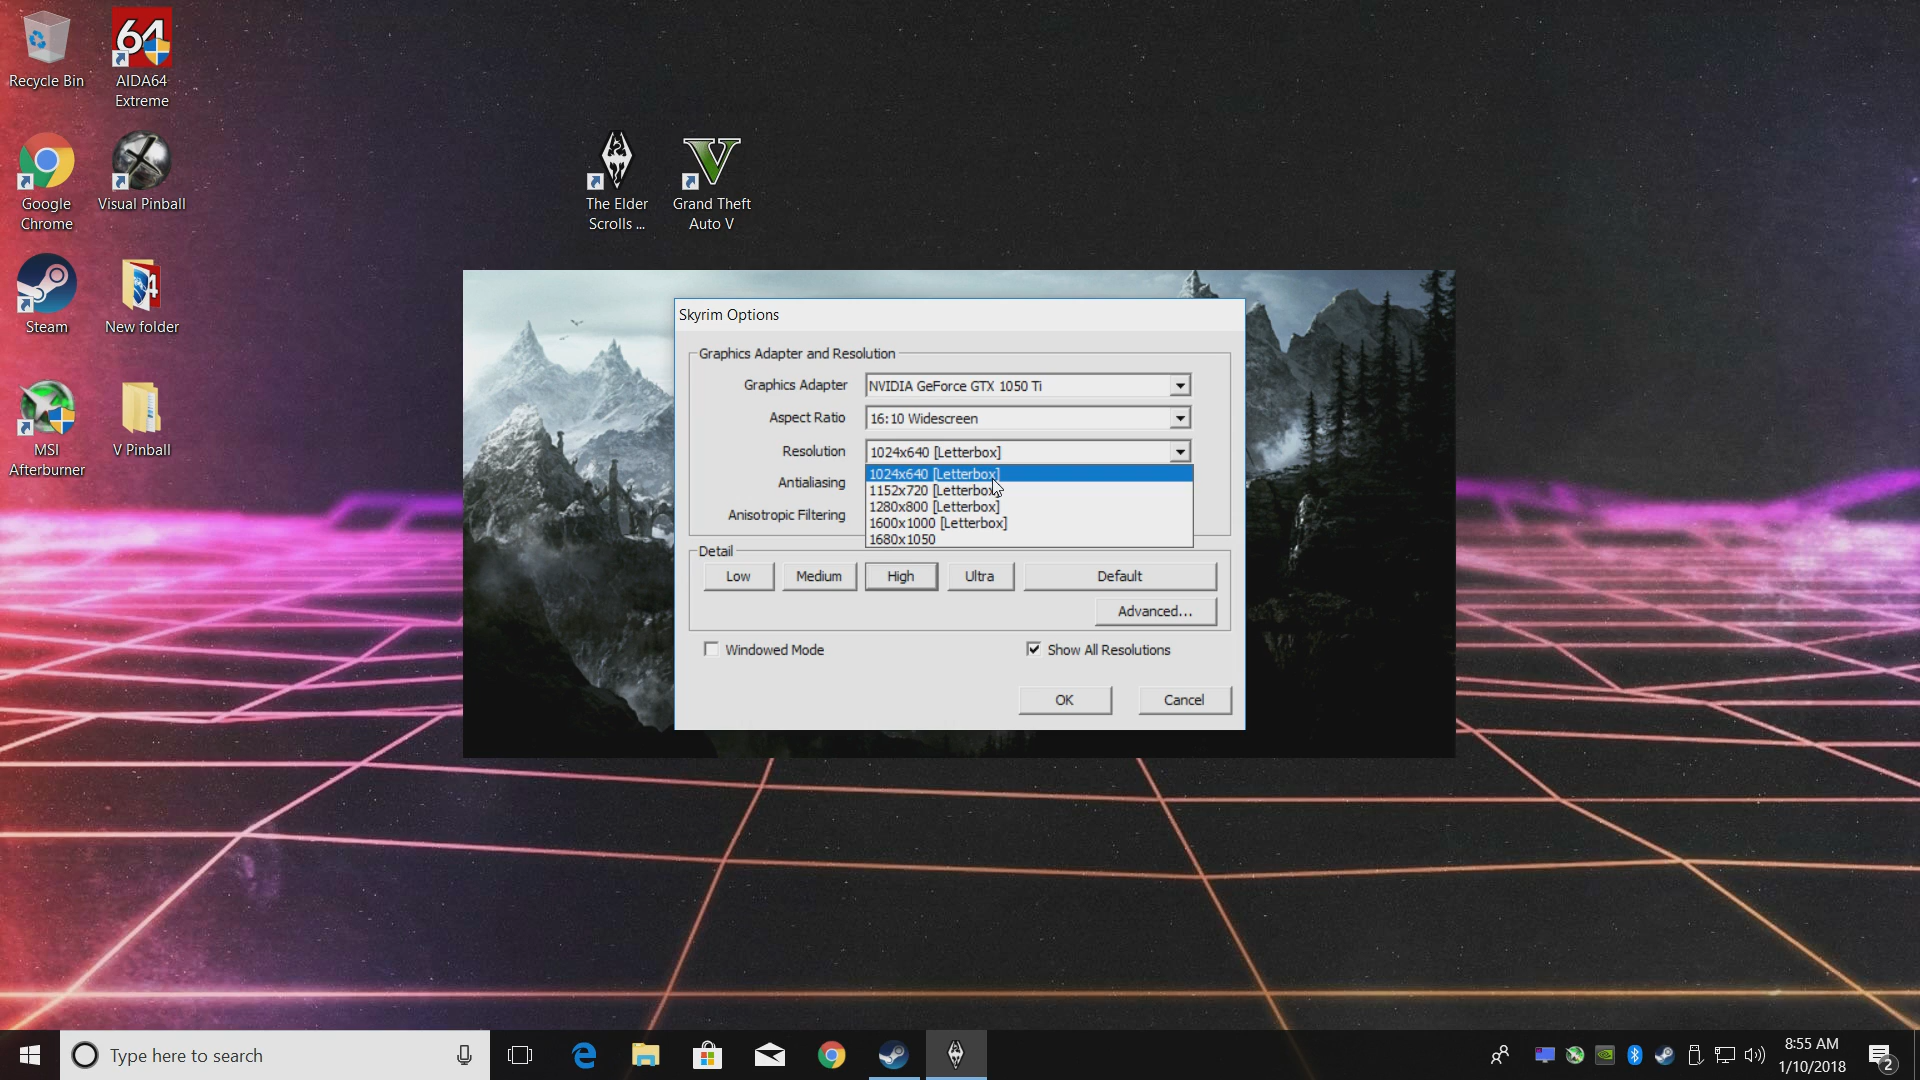 Recycle Bin
AIDA64
Extreme
64
Google
Chrome
Visual Pinball
The Elder
Scrolls ...
Grand Theft
Auto V
Steam
New folder
MSI
Afterburner
V Pinball
Skyrim Options
Graphics Adapter and Resolution
Graphics Adapter
NVIDIA GeForce GTX 1050 Ti
Aspect Ratio
16:10 Widescreen
Resolution
1024x640 [Letterbox]
1024x640 [Letterbox]
1152x720 [Letterbox]
1280x800 [Letterbox]
1600x1000 [Letterbox]
1680x1050
Antialiasing
Anisotropic Filtering
Detail
Low
Medium
High
Ultra
Default
Advanced...
Windowed Mode
Show All Resolutions
OK
Cancel
Type here to search
8:55 AM
1/10/2018
2